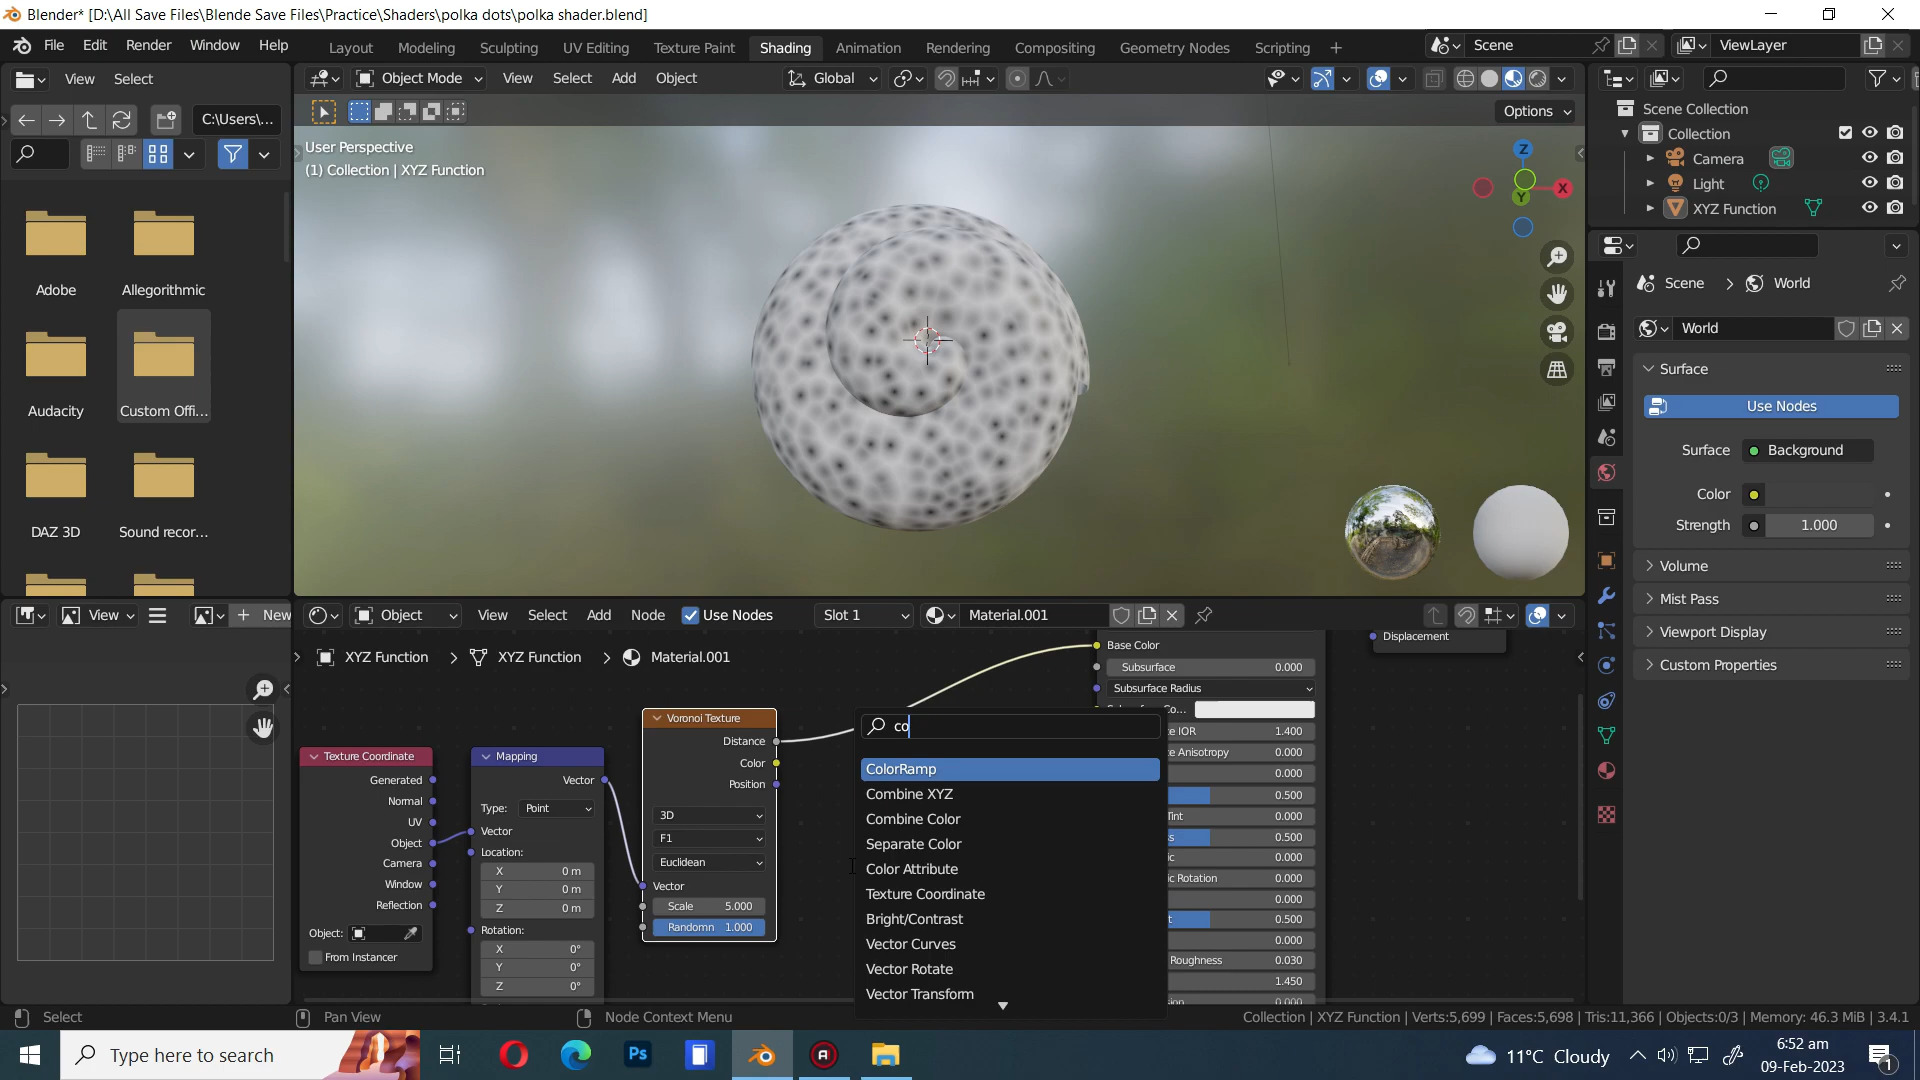 Blender* [D:\All Save Files\Blende Save Files\Practice\Shaders\polka dots\polka shader.blend]
File Edit Render Window Help
Layout Modeling Sculpting UV Editing Texture Paint Shading Animation Rendering Compositing Geometry Nodes Scripting
Scene
ViewLayer
View Select
Object Mode View Select Add Object
Global
C:\Users\...
Options
User Perspective
(1) Collection | XYZ Function
Z
X
Y
Scene Collection
Collection
Camera
Light
XYZ Function
Adobe
Allegorithmic
Audacity
Custom Offi...
DAZ 3D
Sound recor...
Scene > World
World
Surface
Use Nodes
Surface Background
Color
Strength 1.000
Volume
Mist Pass
Viewport Display
Custom Properties
View
New
Object View Select Add Node Use Nodes Slot 1 Material.001
XYZ Function > XYZ Function > Material.001
Texture Coordinate
Generated
Normal
UV
Object
Camera
Window
Reflection
Object:
From Instancer
Mapping
Vector
Type: Point
Vector
Location:
X 0 m
Y 0 m
Z 0 m
Rotation:
X 0°
Y 0°
Z 0°
Voronoi Texture
Distance
Color
Position
3D
F1
Euclidean
Vector
Scale 5.000
Randomn 1.000
co
ColorRamp
Combine XYZ
Combine Color
Separate Color
Color Attribute
Texture Coordinate
Bright/Contrast
Vector Curves
Vector Rotate
Vector Transform
Base Color
Subsurface 0.000
Subsurface Radius
IOR 1.400
Anisotropy 0.000
0.000
0.500
0.000
0.500
0.000
Rotation 0.000
0.000
0.500
0.000
Roughness 0.030
1.450
0.000
Displacement
Select
Pan View
Node Context Menu
Collection | XYZ Function | Verts:5,699 | Faces:5,698 | Tris:11,366 | Objects:0/3 | Memory: 46.3 MiB | 3.4.1
Type here to search
Ps
11°C Cloudy
6:52 am
09-Feb-2023
1